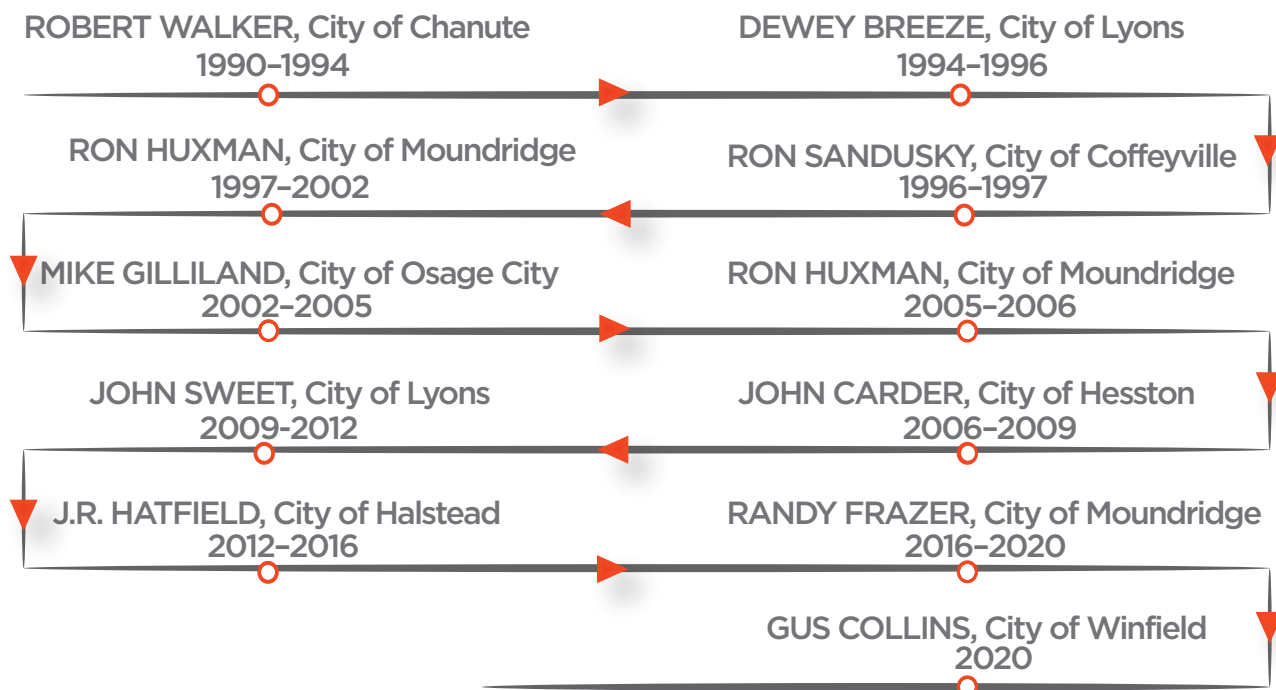 ROBERT WALKER, City of Chanute
1990–1994
DEWEY BREEZE, City of Lyons
1994–1996
RON SANDUSKY, City of Coffeyville
1996–1997
RON HUXMAN, City of Moundridge
1997–2002
MIKE GILLILAND, City of Osage City
2002–2005
RON HUXMAN, City of Moundridge
2005–2006
JOHN CARDER, City of Hesston
2006–2009
JOHN SWEET, City of Lyons
2009-2012
J.R. HATFIELD, City of Halstead
2012–2016
RANDY FRAZER, City of Moundridge
2016–2020
GUS COLLINS, City of Winfield
2020